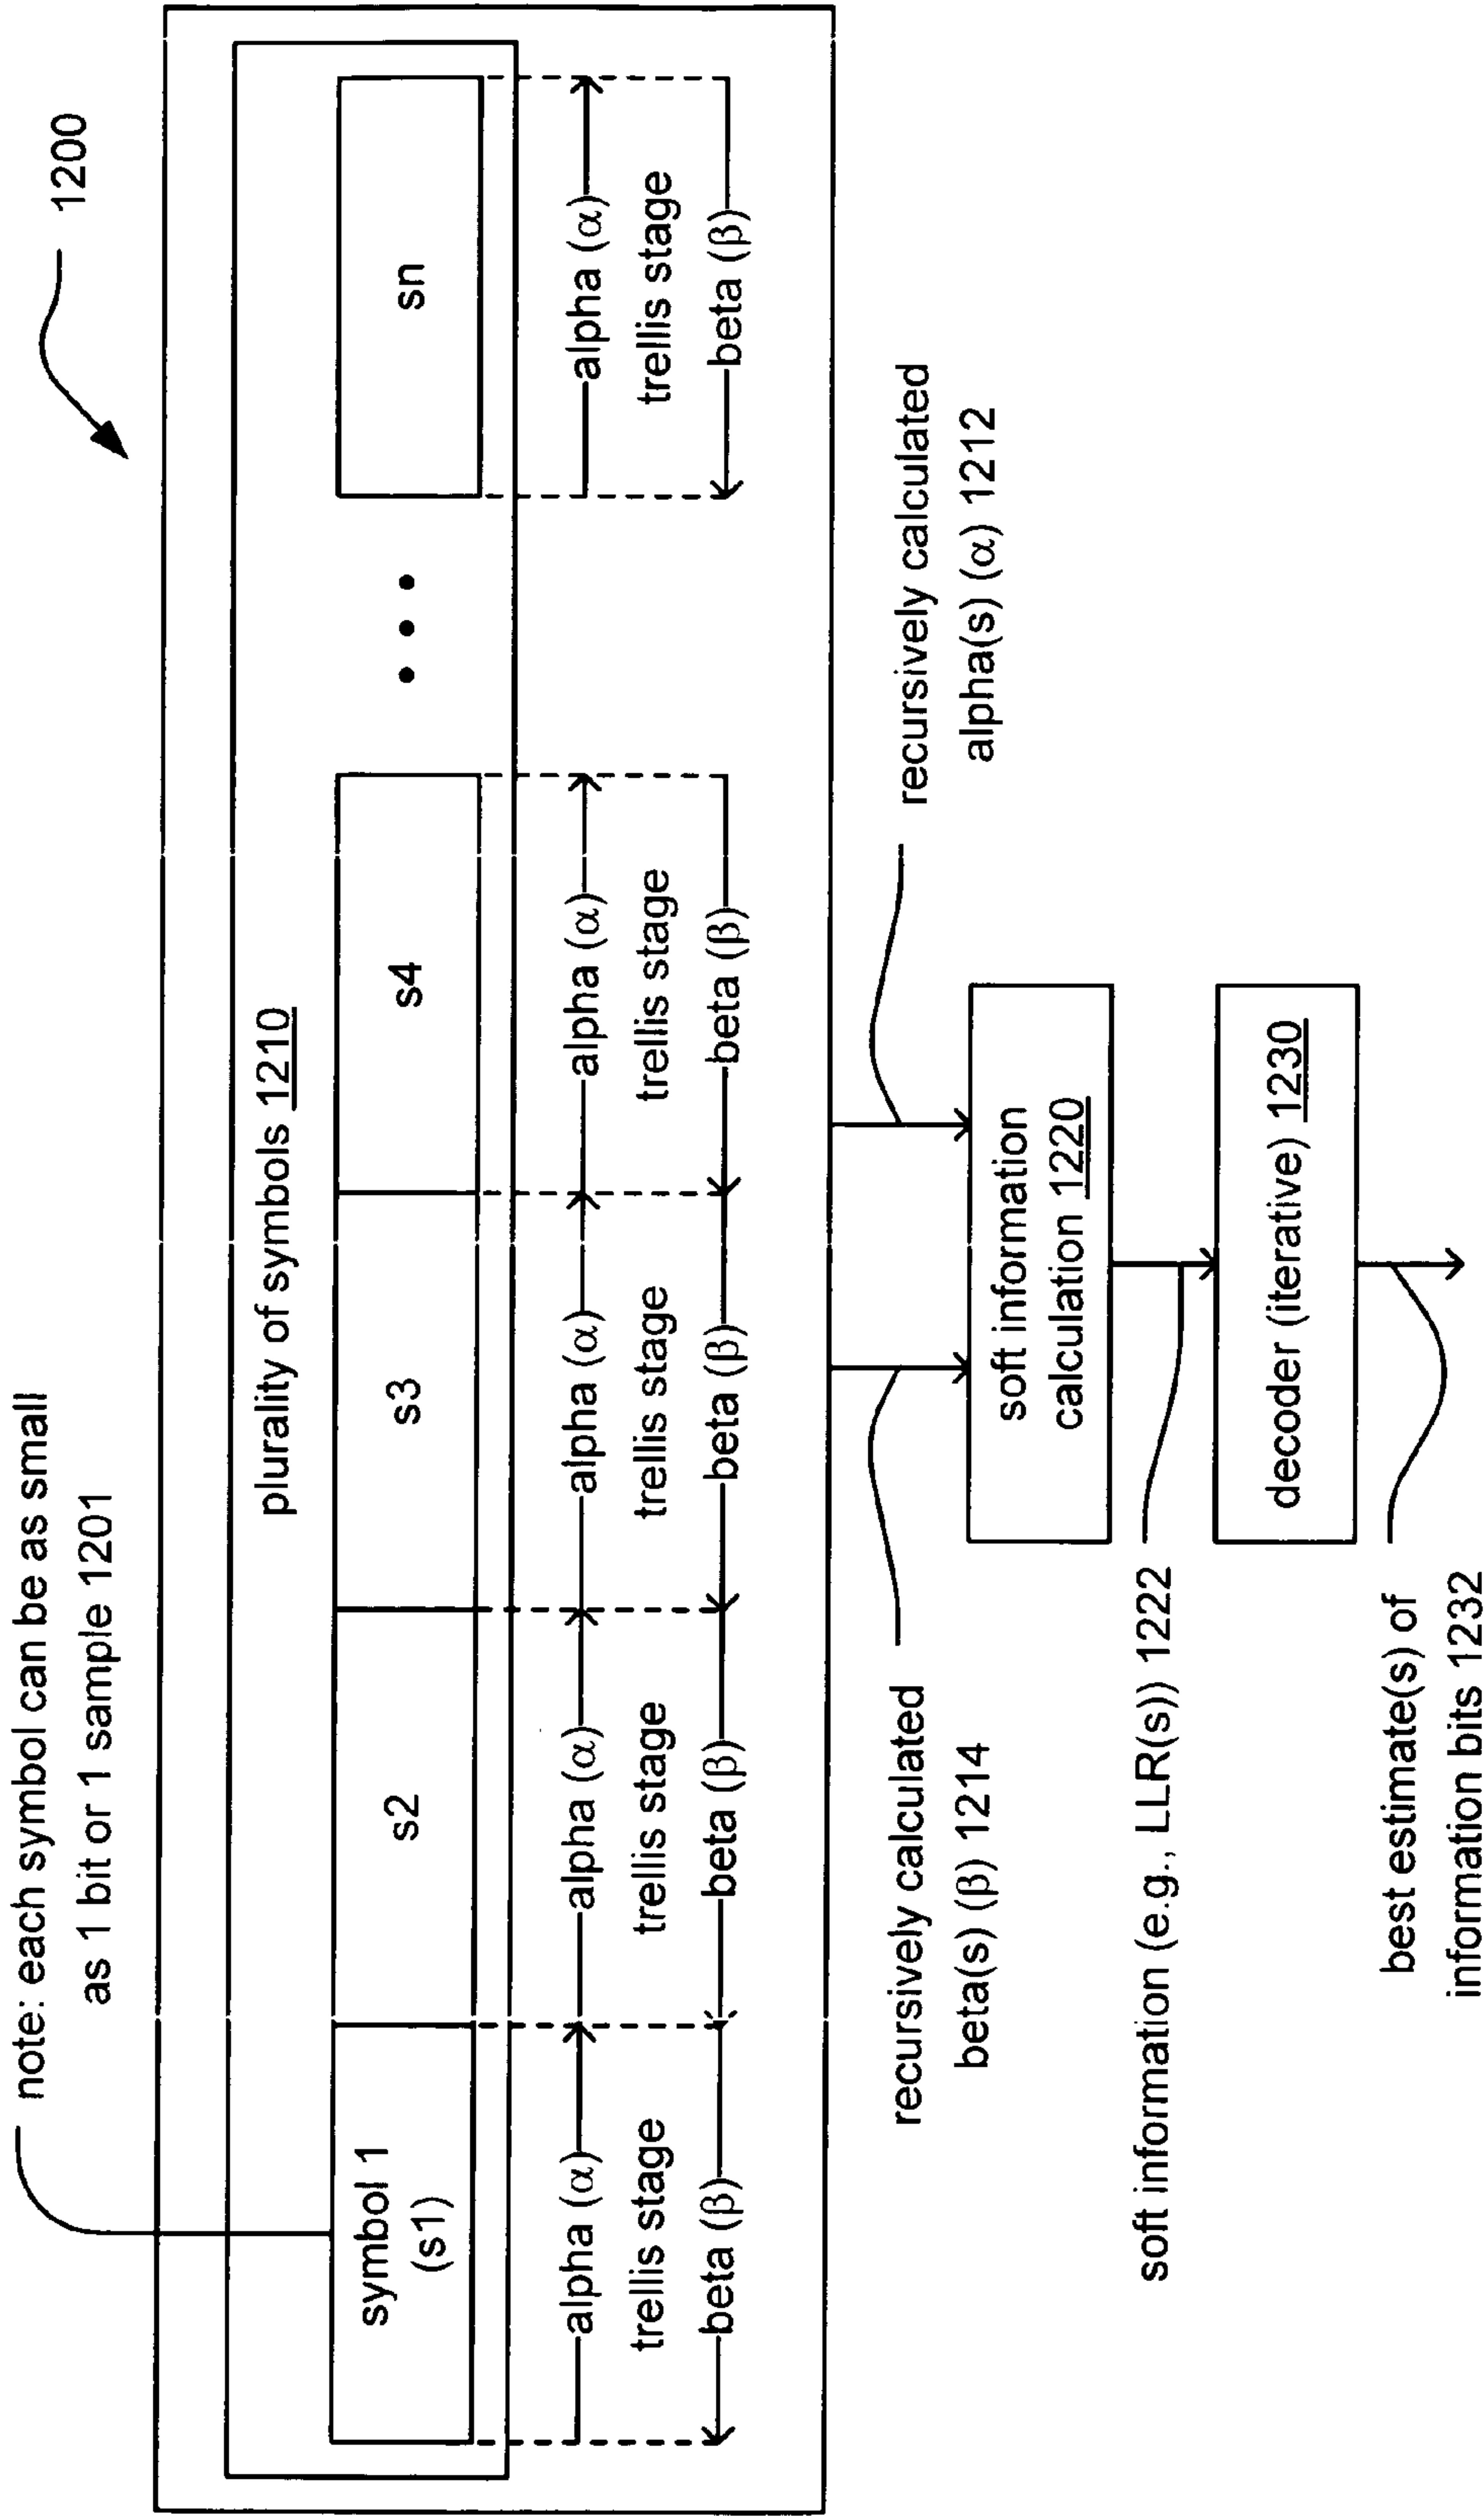 note: each symbol can be as small
as 1 bit or 1 sample 1201
1200
plurality of symbols 1210
symbol 1
(s1)
s2
s3
s4
sn
alpha (α)
alpha (α)
alpha (α)
alpha (α)
alpha (α)
trellis stage
trellis stage
trellis stage
trellis stage
trellis stage
beta (β)
beta (β)
beta (β)
beta (β)
beta (β)
recursively calculated
beta(s) (β) 1214
recursively calculated
alpha(s) (α) 1212
soft information
calculation 1220
soft information (e.g., LLR(s)) 1222
decoder (iterative) 1230
best estimate(s) of
information bits 1232